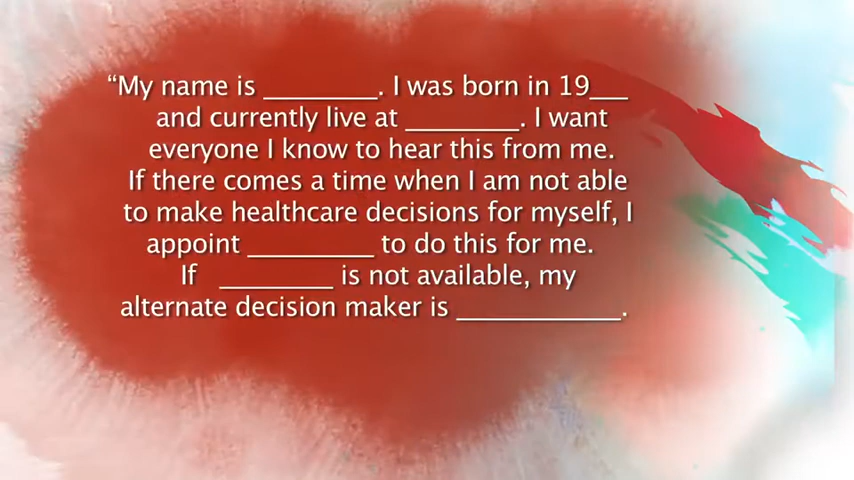 “My name is ________. I was born in 19___
and currently live at ________. I want
everyone I know to hear this from me.
If there comes a time when I am not able
to make healthcare decisions for myself, I
appoint _________ to do this for me.
If ________ is not available, my
alternate decision maker is ____________.